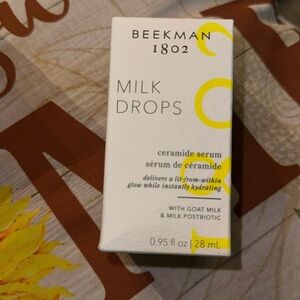 BEEKMAN
1802
MILK
DROPS
ceramide serum
sérum de céramide
delivers a lit-from-within
glow while instantly hydrating
WITH GOAT MILK
& MILK POSTBIOTIC
0.95 fl oz | 28 mL